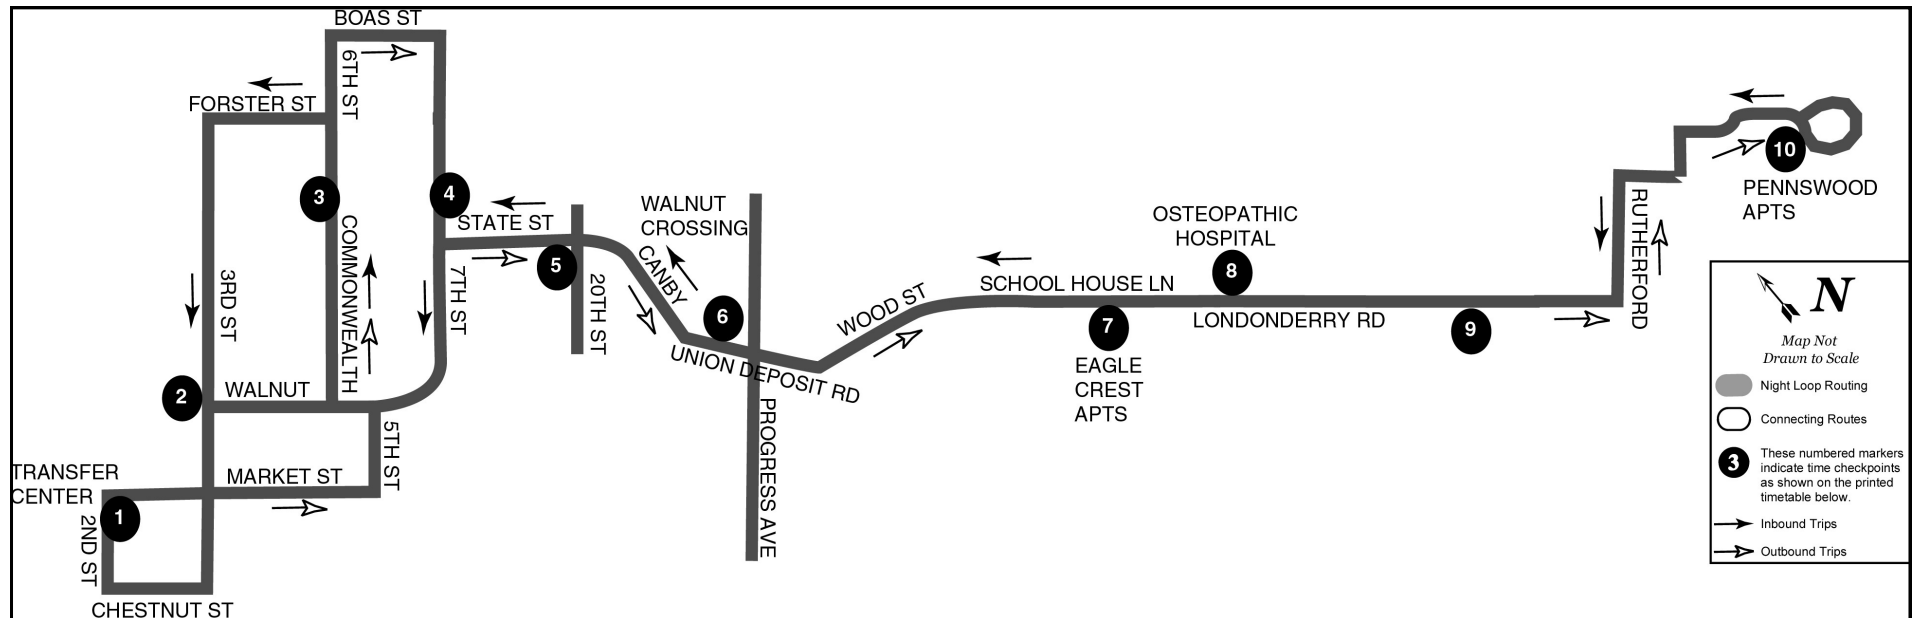 BOAS ST
6TH ST
FORSTER ST
3
4
COMMONWEALTH
3RD ST
7TH ST
STATE ST
5
20TH ST
WALNUT
CROSSING
CANBY
6
UNION DEPOSIT RD
PROGRESS AVE
WOOD ST
SCHOOL HOUSE LN
7
EAGLE
CREST
APTS
OSTEOPATHIC
HOSPITAL
8
LONDONDERRY RD
9
RUTHERFORD
10
PENNSWOOD
APTS
2
WALNUT
5TH ST
MARKET ST
TRANSFER
CENTER
1
2ND ST
CHESTNUT ST
N
Map Not
Drawn to Scale
Night Loop Routing
Connecting Routes
3
These numbered markers
indicate time checkpoints
as shown on the printed
timetable below.
Inbound Trips
Outbound Trips